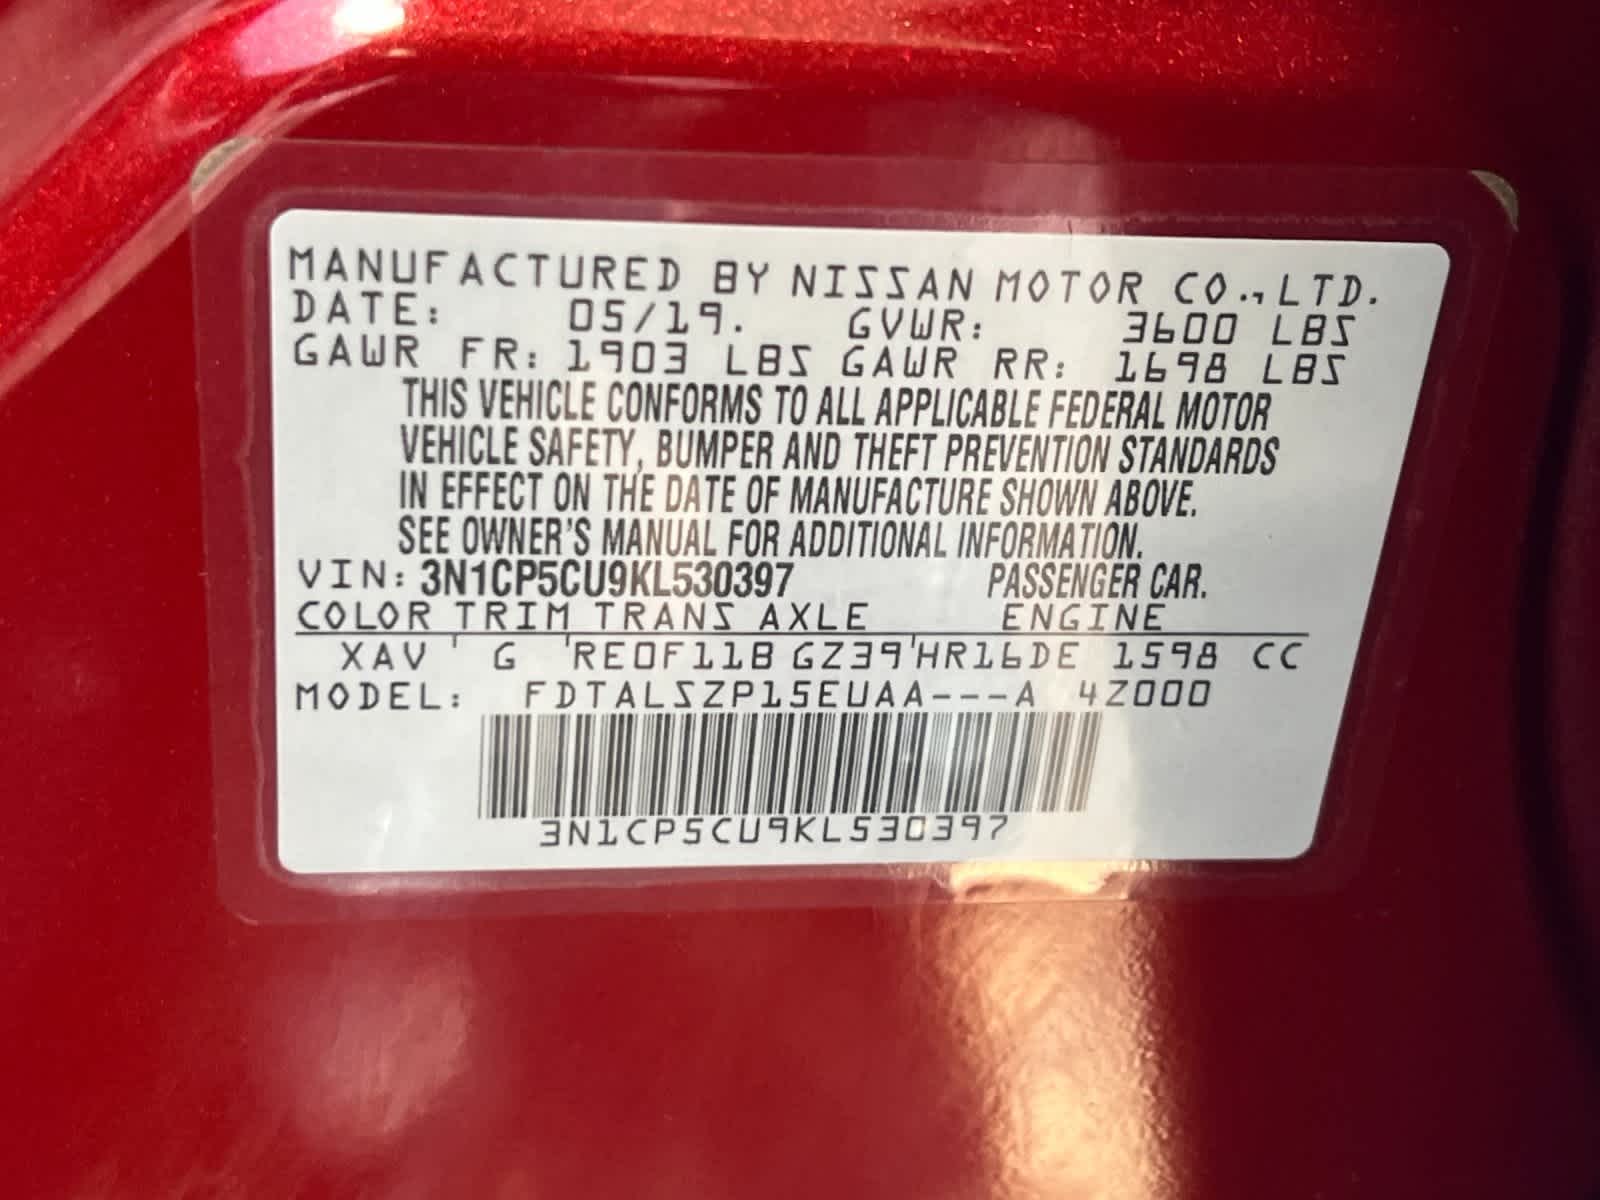 MANUFACTURED BY NISSAN MOTOR CO., LTD.
DATE: 05/19. GVWR: 3600 LBS
GAWR FR: 1903 LBS GAWR RR: 1698 LBS
THIS VEHICLE CONFORMS TO ALL APPLICABLE FEDERAL MOTOR
VEHICLE SAFETY, BUMPER AND THEFT PREVENTION STANDARDS
IN EFFECT ON THE DATE OF MANUFACTURE SHOWN ABOVE.
SEE OWNER'S MANUAL FOR ADDITIONAL INFORMATION.
VIN: 3N1CP5CU9KL530397 PASSENGER CAR.
COLOR TRIM TRANS AXLE ENGINE
XAV ' G 'RE0F11B GZ39'HR16DE 1598 CC
MODEL: FDTALSZP15EUAA---A 4Z000
3N1CP5CU9KL530397